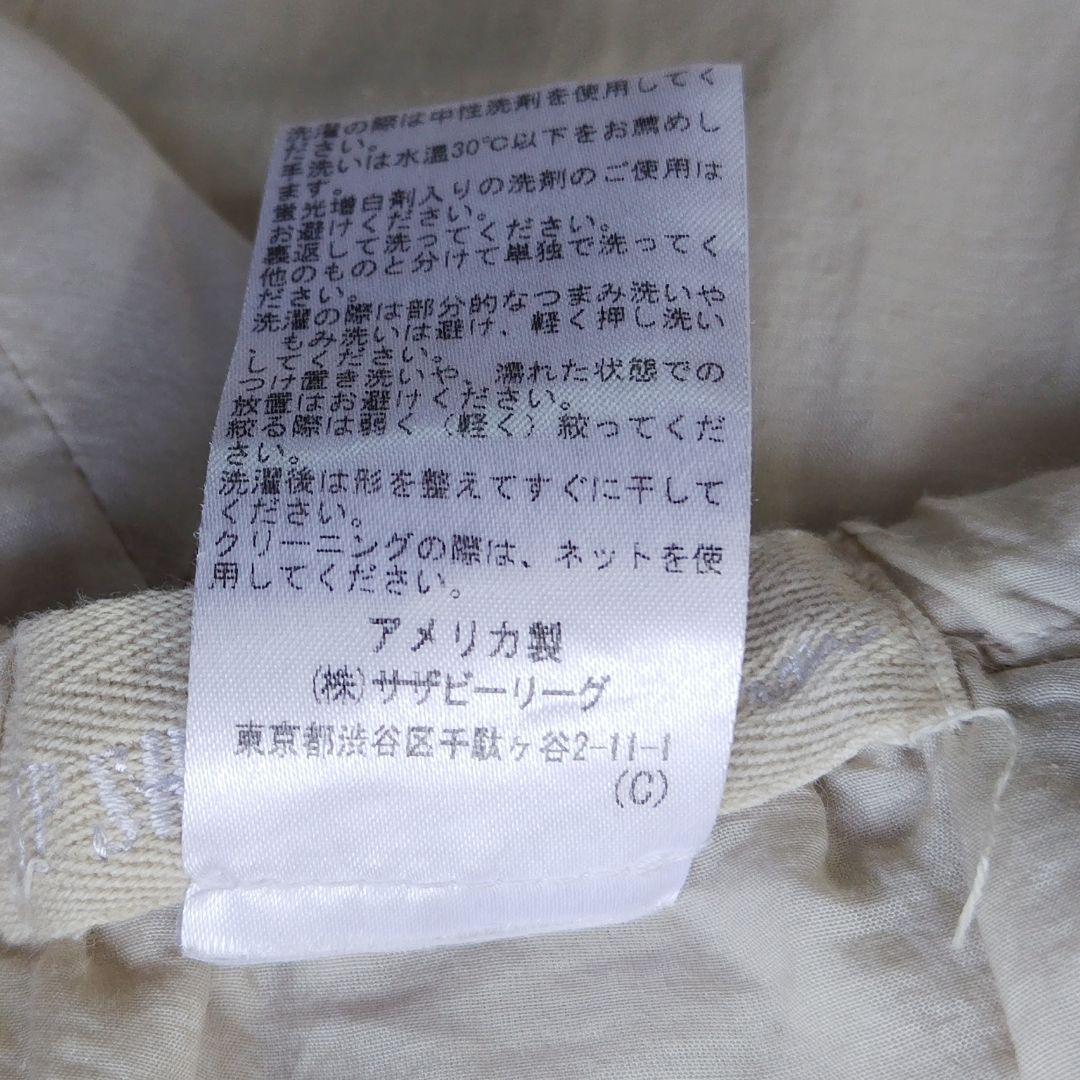 洗濯の際は中性洗剤を使用してく
ださい。
手洗いは水温30℃以下をお薦めし
ます。
蛍光増白剤入りの洗剤のご使用は
お避けください。
裏返して洗ってください。
他のものと分けて単独で洗ってく
ださい。
洗濯の際は部分的なつまみ洗いや
もみ洗いは避け、軽く押し洗い
してください。
つけ置き洗いや、濡れた状態での
放置はお避けください。
絞る際は弱く(軽く)絞ってくだ
さい。
洗濯後は形を整えてすぐに干して
ください。
クリーニングの際は、ネットを使
用してください。
アメリカ製
(株)サザビーリーグ
東京都渋谷区千駄ヶ谷2-11-1
(C)